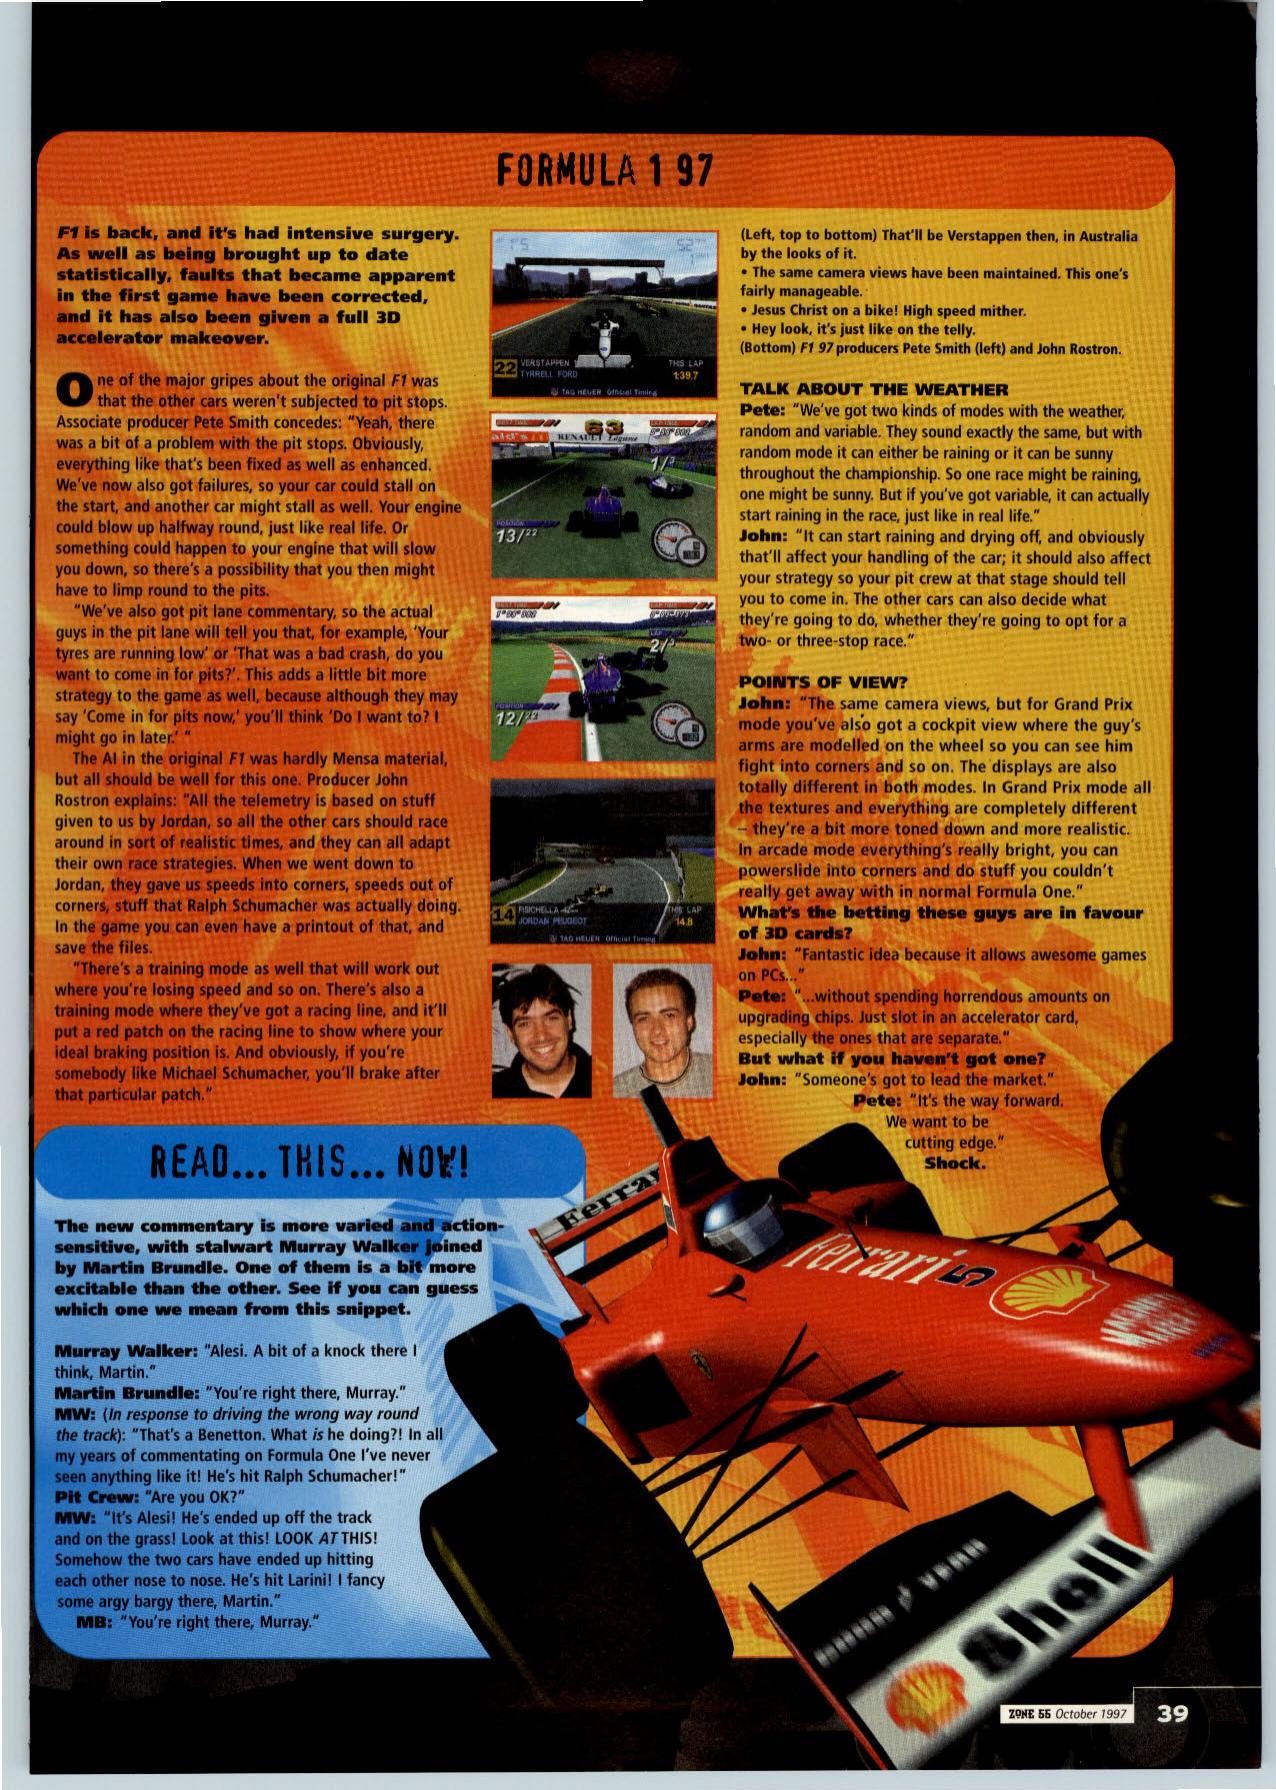 FORMULA 1 97
F1 is back, and it's had intensive surgery.
As well as being brought up to date
statistically, faults that became apparent
in the first game have been corrected,
and it has also been given a full 3D
accelerator makeover.
One of the major gripes about the original F1 was
that the other cars weren't subjected to pit stops.
Associate producer Pete Smith concedes: "Yeah, there
was a bit of a problem with the pit stops. Obviously,
everything like that's been fixed as well as enhanced.
We've now also got failures, so your car could stall on
the start, and another car might stall as well. Your engine
could blow up halfway round, just like real life. Or
something could happen to your engine that will slow
you down, so there's a possibility that you then might
have to limp round to the pits.
"We've also got pit lane commentary, so the actual
guys in the pit lane will tell you that, for example, 'Your
tyres are running low' or 'That was a bad crash, do you
want to come in for pits?'. This adds a little bit more
strategy to the game as well, because although they may
say 'Come in for pits now,' you'll think 'Do I want to? I
might go in later.' "
The AI in the original F1 was hardly Mensa material,
but all should be well for this one. Producer John
Rostron explains: "All the telemetry is based on stuff
given to us by Jordan, so all the other cars should race
around in sort of realistic times, and they can all adapt
their own race strategies. When we went down to
Jordan, they gave us speeds into corners, speeds out of
corners, stuff that Ralph Schumacher was actually doing.
In the game you can even have a printout of that, and
save the files.
"There's a training mode as well that will work out
where you're losing speed and so on. There's also a
training mode where they've got a racing line, and it'll
put a red patch on the racing line to show where your
ideal braking position is. And obviously, if you're
somebody like Michael Schumacher, you'll brake after
that particular patch."
22 VERSTAPPEN THIS LAP
TYRRELL FORD 1:39.7
TAG HEUER Official Timing
63
RENAULT Laguna
1/3
POSITION
13/22
2/3
POSITION
12/22
14 FISICHELLA THIS LAP
JORDAN PEUGEOT 14.8
TAG HEUER Official Timing
(Left, top to bottom) That'll be Verstappen then, in Australia
by the looks of it.
• The same camera views have been maintained. This one's
fairly manageable.
• Jesus Christ on a bike! High speed mither.
• Hey look, it's just like on the telly.
(Bottom) F1 97 producers Pete Smith (left) and John Rostron.
TALK ABOUT THE WEATHER
Pete: "We've got two kinds of modes with the weather,
random and variable. They sound exactly the same, but with
random mode it can either be raining or it can be sunny
throughout the championship. So one race might be raining,
one might be sunny. But if you've got variable, it can actually
start raining in the race, just like in real life."
John: "It can start raining and drying off, and obviously
that'll affect your handling of the car; it should also affect
your strategy so your pit crew at that stage should tell
you to come in. The other cars can also decide what
they're going to do, whether they're going to opt for a
two- or three-stop race."
POINTS OF VIEW?
John: "The same camera views, but for Grand Prix
mode you've also got a cockpit view where the guy's
arms are modelled on the wheel so you can see him
fight into corners and so on. The displays are also
totally different in both modes. In Grand Prix mode all
the textures and everything are completely different
– they're a bit more toned down and more realistic.
In arcade mode everything's really bright, you can
powerslide into corners and do stuff you couldn't
really get away with in normal Formula One."
What's the betting these guys are in favour
of 3D cards?
John: "Fantastic idea because it allows awesome games
on PCs..."
Pete: "...without spending horrendous amounts on
upgrading chips. Just slot in an accelerator card,
especially the ones that are separate."
But what if you haven't got one?
John: "Someone's got to lead the market."
Pete: "It's the way forward.
We want to be
cutting edge."
Shock.
READ... THIS... NOW!
The new commentary is more varied and action-
sensitive, with stalwart Murray Walker joined
by Martin Brundle. One of them is a bit more
excitable than the other. See if you can guess
which one we mean from this snippet.
Murray Walker: "Alesi. A bit of a knock there I
think, Martin."
Martin Brundle: "You're right there, Murray."
MW: (In response to driving the wrong way round
the track): "That's a Benetton. What is he doing?! In all
my years of commentating on Formula One I've never
seen anything like it! He's hit Ralph Schumacher!"
Pit Crew: "Are you OK?"
MW: "It's Alesi! He's ended up off the track
and on the grass! Look at this! LOOK AT THIS!
Somehow the two cars have ended up hitting
each other nose to nose. He's hit Larini! I fancy
some argy bargy there, Martin."
MB: "You're right there, Murray."
Ferrari
Ferrari 5
Shell
ZONE 55 October 1997 39